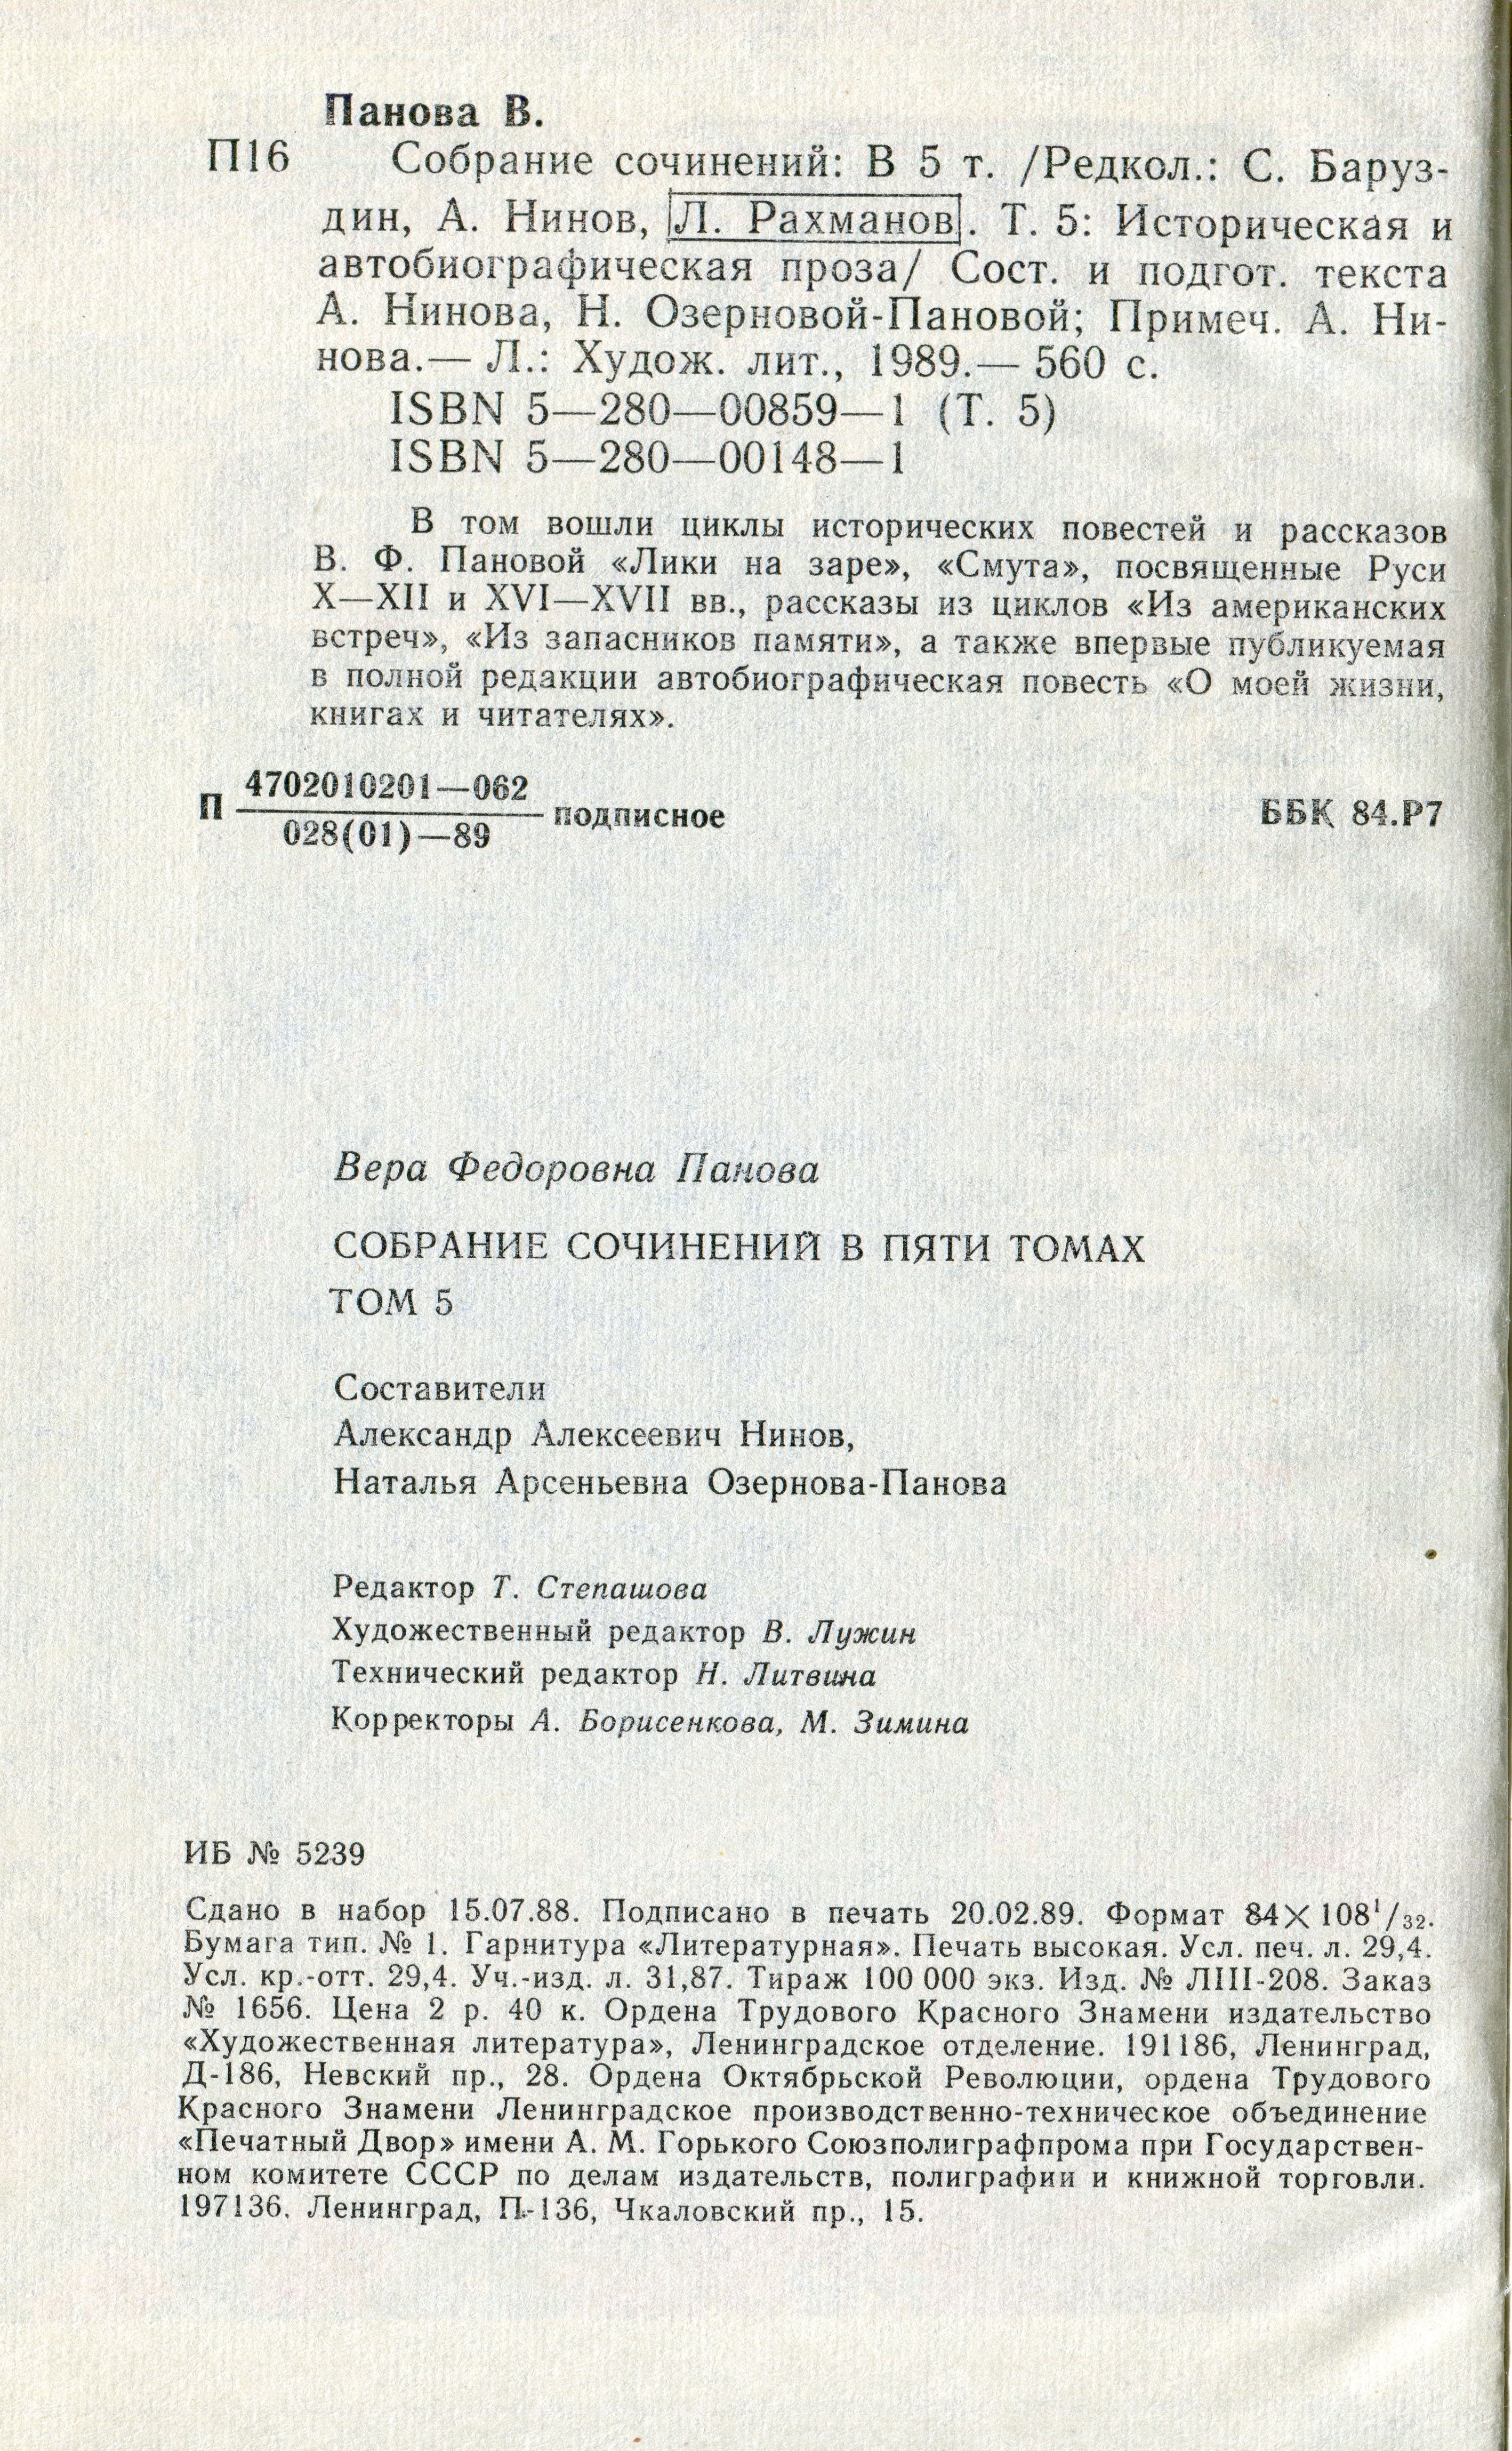 Панова В.
П16 Собрание сочинений: В 5 т. /Редкол.: С. Баруз-
дин, А. Нинов, Л. Рахманов. Т. 5: Историческая и
автобиографическая проза/ Сост. и подгот. текста
А. Нинова, Н. Озерновой-Пановой; Примеч. А. Ни-
нова.— Л.: Худож. лит., 1989.— 560 с.
ISBN 5—280—00859—1 (Т. 5)
ISBN 5—280—00148—1
В том вошли циклы исторических повестей и рассказов
В. Ф. Пановой «Лики на заре», «Смута», посвященные Руси
X—XII и XVI—XVII вв., рассказы из циклов «Из американских
встреч», «Из запасников памяти», а также впервые публикуемая
в полной редакции автобиографическая повесть «О моей жизни,
книгах и читателях».
П 4702010201—062
028(01)—89 подписное ББК 84.Р7
Вера Федоровна Панова
СОБРАНИЕ СОЧИНЕНИЙ В ПЯТИ ТОМАХ
ТОМ 5
Составители
Александр Алексеевич Нинов,
Наталья Арсеньевна Озернова-Панова
Редактор Т. Степашова
Художественный редактор В. Лужин
Технический редактор Н. Литвина
Корректоры А. Борисенкова, М. Зимина
ИБ № 5239
Сдано в набор 15.07.88. Подписано в печать 20.02.89. Формат 84×108¹/₃₂.
Бумага тип. № 1. Гарнитура «Литературная». Печать высокая. Усл. печ. л. 29,4.
Усл. кр.-отт. 29,4. Уч.-изд. л. 31,87. Тираж 100 000 экз. Изд. № ЛIII-208. Заказ
№ 1656. Цена 2 р. 40 к. Ордена Трудового Красного Знамени издательство
«Художественная литература», Ленинградское отделение. 191186, Ленинград,
Д-186, Невский пр., 28. Ордена Октябрьской Революции, ордена Трудового
Красного Знамени Ленинградское производственно-техническое объединение
«Печатный Двор» имени А. М. Горького Союзполиграфпрома при Государствен-
ном комитете СССР по делам издательств, полиграфии и книжной торговли.
197136, Ленинград, П-136, Чкаловский пр., 15.